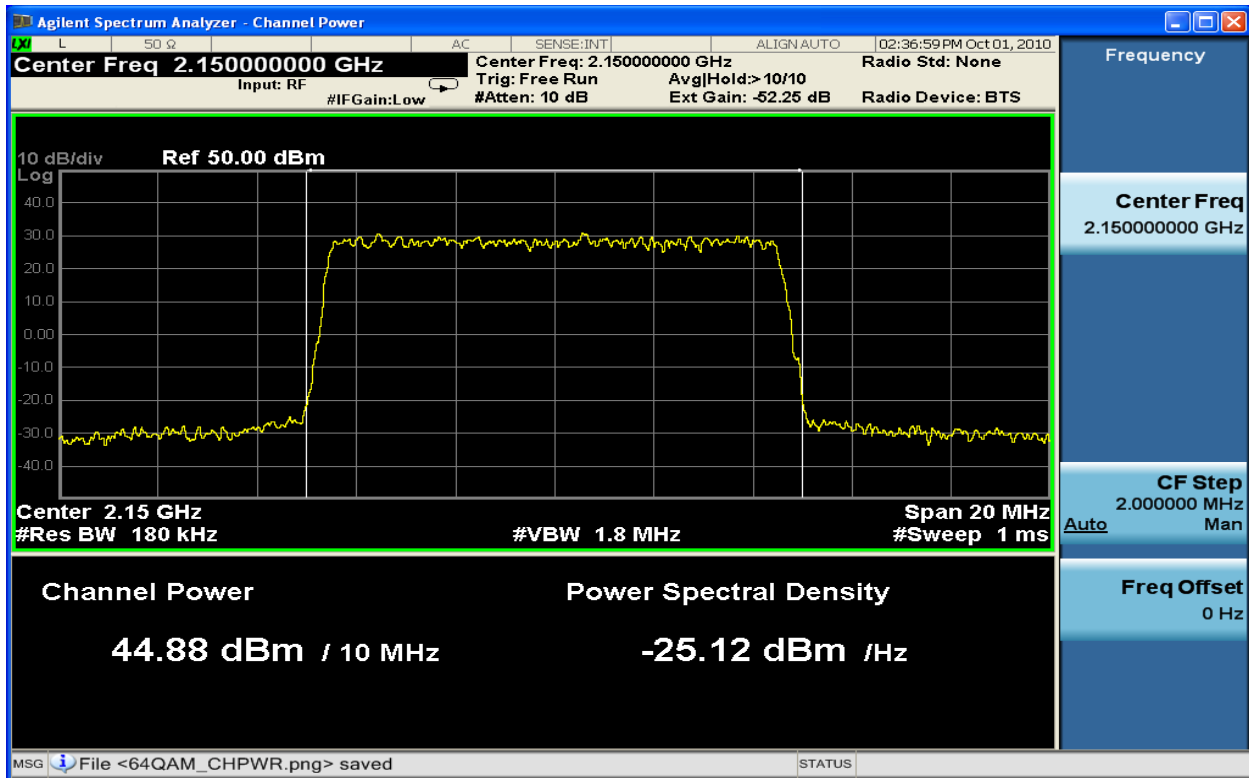 Agilent Spectrum Analyzer - Channel Power
LXI L 50 Ω AC SENSE:INT ALIGN AUTO 02:36:59 PM Oct 01, 2010
Center Freq 2.150000000 GHz
Input: RF
#IFGain:Low
Center Freq: 2.150000000 GHz
Trig: Free Run Avg|Hold:>10/10
#Atten: 10 dB Ext Gain: -52.25 dB
Radio Std: None
Radio Device: BTS
10 dB/div Ref 50.00 dBm
Log
40.0
30.0
20.0
10.0
0.00
-10.0
-20.0
-30.0
-40.0
Center 2.15 GHz Span 20 MHz
#Res BW 180 kHz #VBW 1.8 MHz #Sweep 1 ms
Channel Power Power Spectral Density
44.88 dBm / 10 MHz -25.12 dBm /Hz
Frequency
Center Freq
2.150000000 GHz
CF Step
2.000000 MHz
Auto Man
Freq Offset
0 Hz
MSG File <64QAM_CHPWR.png> saved STATUS